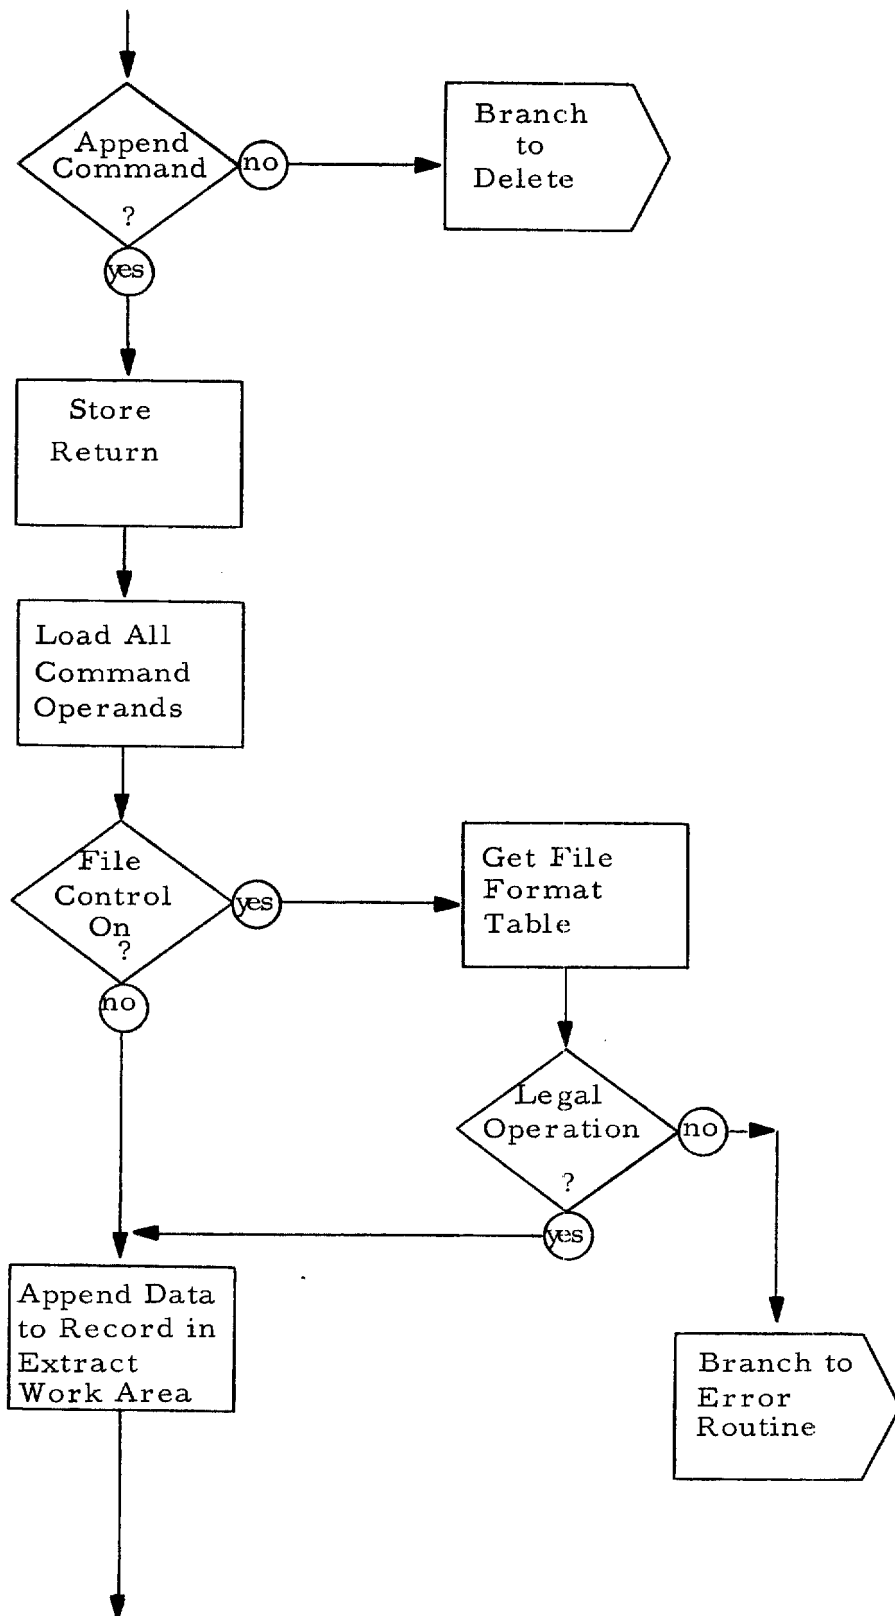 Append
Command
?
no
Branch
to
Delete
yes
Store
Return
Load All
Command
Operands
File
Control
On
?
yes
Get File
Format
Table
no
Legal
Operation
?
no
yes
Append Data
to Record in
Extract
Work Area
Branch to
Error
Routine